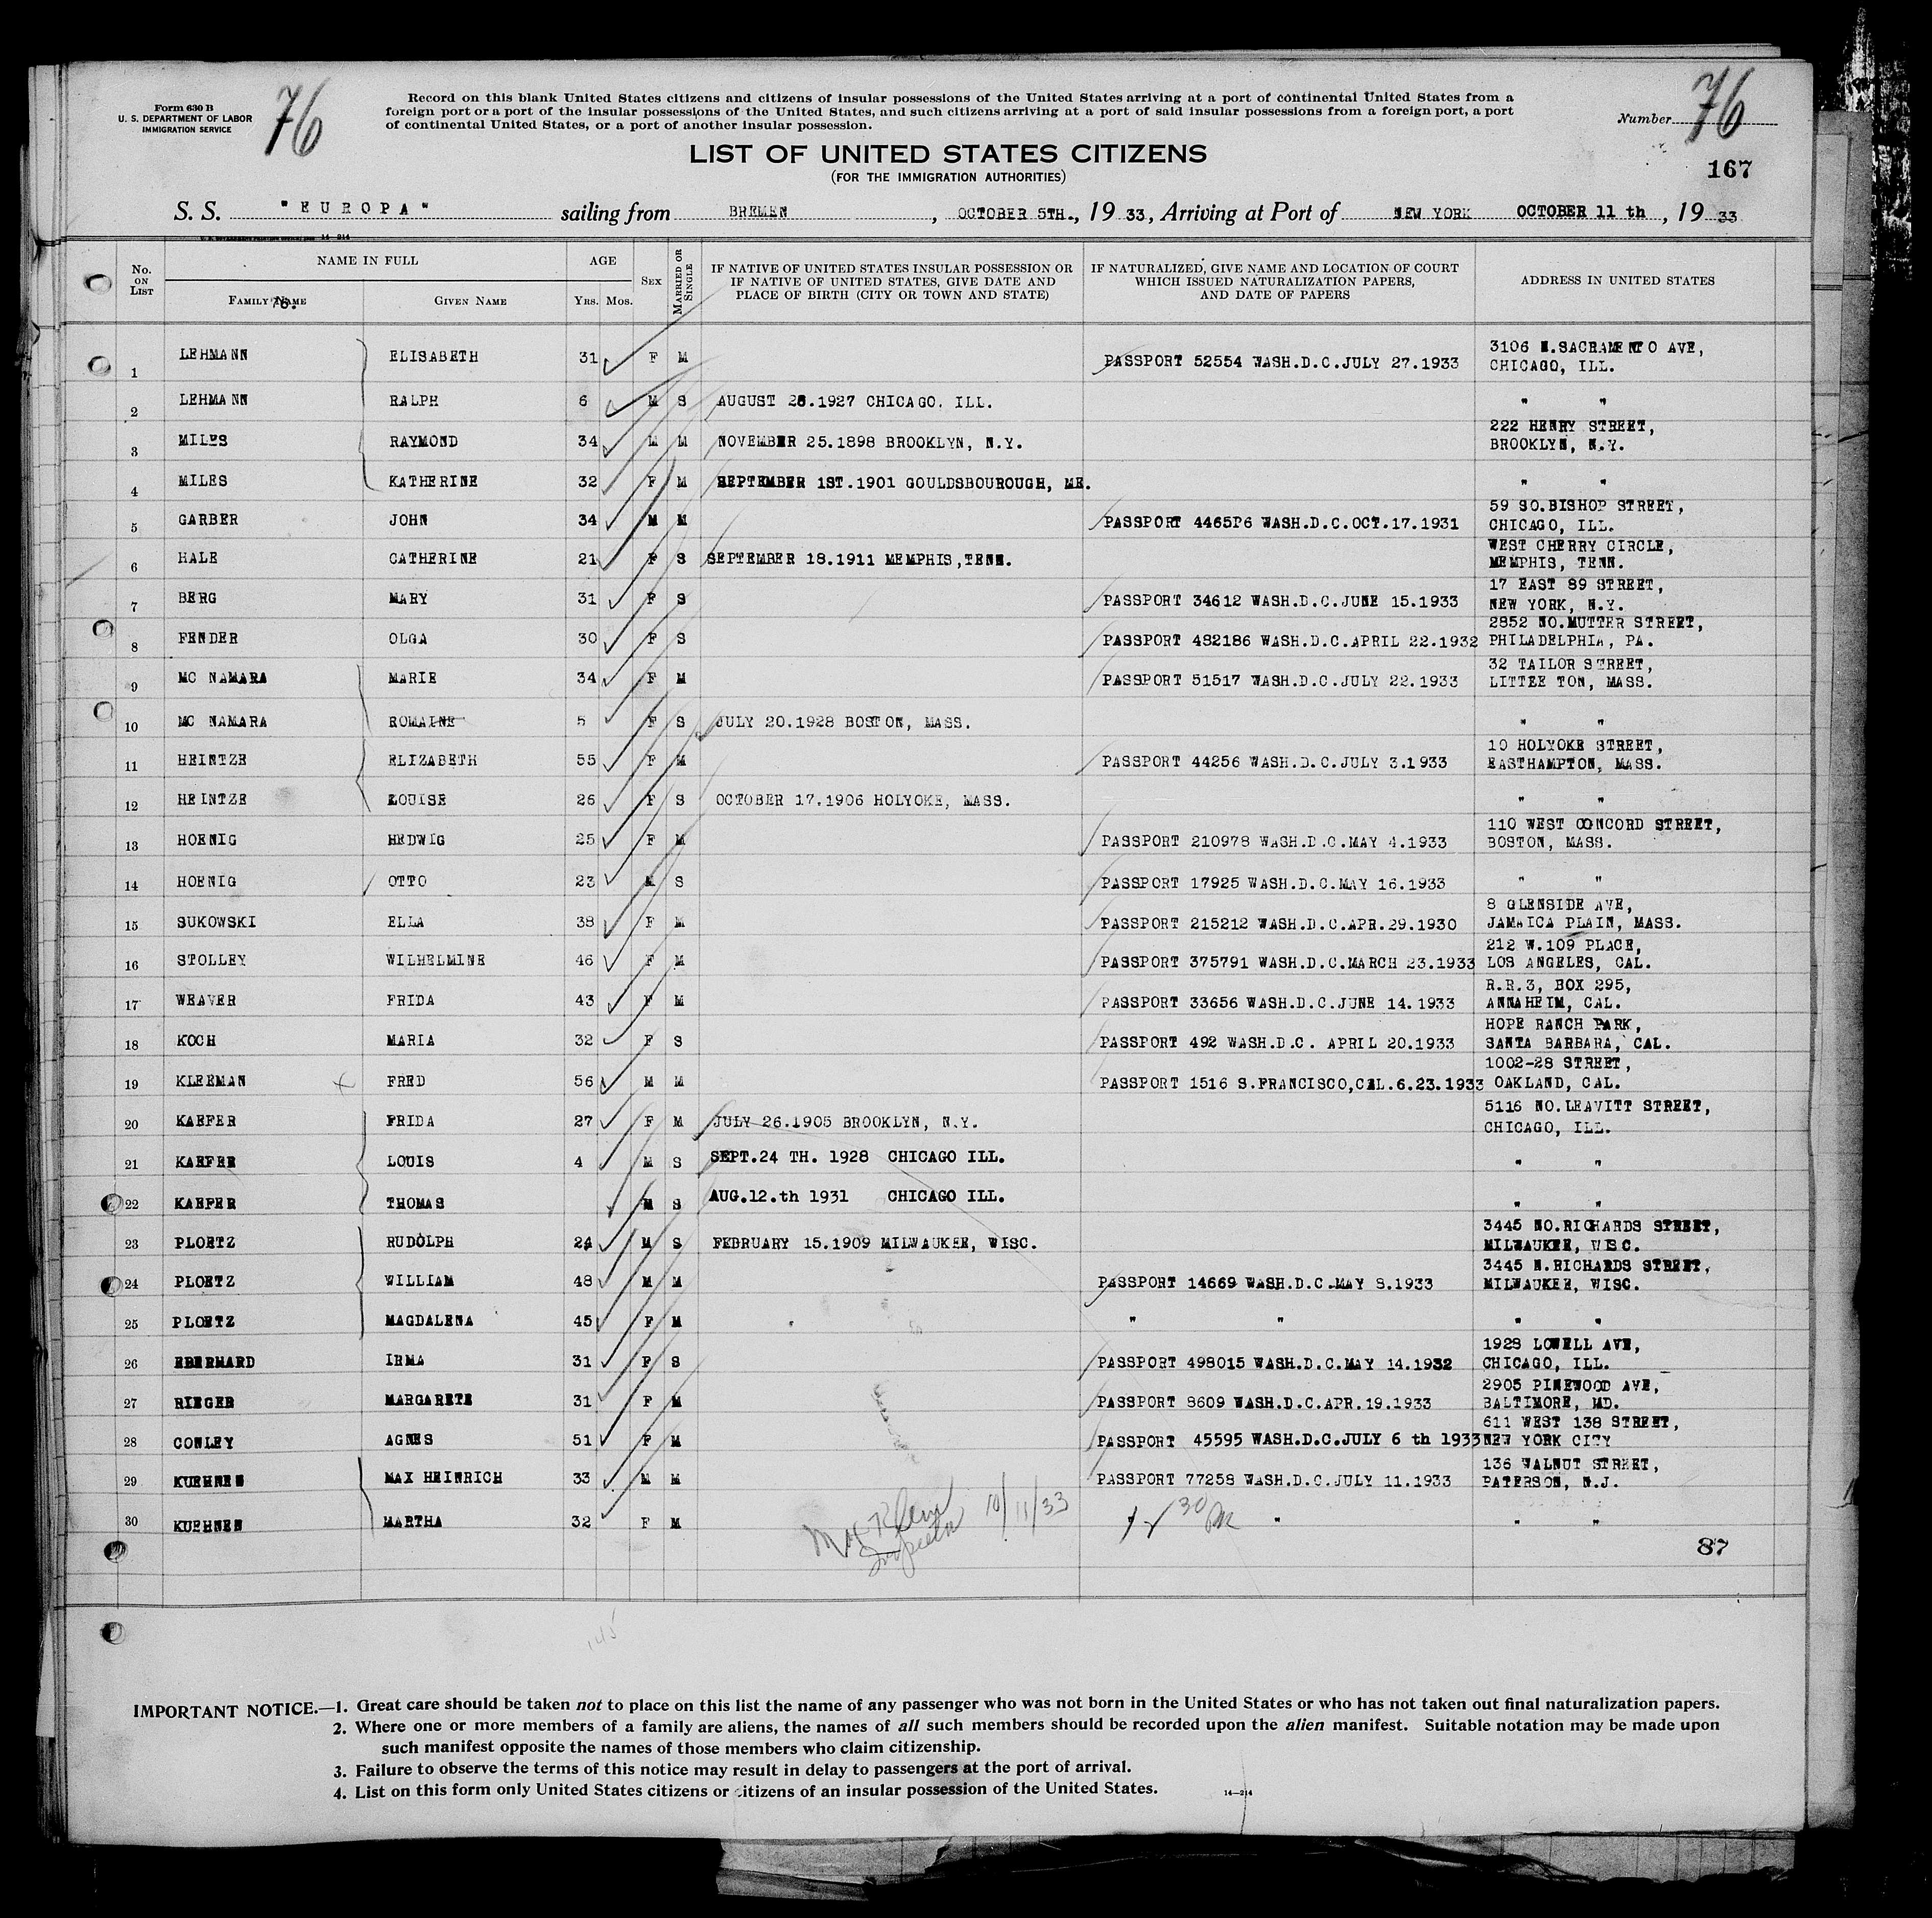 Form 630 B
U. S. DEPARTMENT OF LABOR
IMMIGRATION SERVICE
76
Record on this blank United States citizens and citizens of insular possessions of the United States arriving at a port of continental United States from a
foreign port or a port of the insular possessions of the United States, and such citizens arriving at a port of said insular possessions from a foreign port, a port
of continental United States, or a port of another insular possession.
Number 76
167
LIST OF UNITED STATES CITIZENS
(FOR THE IMMIGRATION AUTHORITIES)
S. S. "EUROPA" sailing from BREMEN, OCTOBER 5TH., 1933, Arriving at Port of NEW YORK OCTOBER 11 th, 1933
14-214
No. ON LIST
NAME IN FULL
FAMILY NAME
76.
GIVEN NAME
AGE
YRS. MOS.
SEX
MARRIED OR SINGLE
IF NATIVE OF UNITED STATES INSULAR POSSESSION OR
IF NATIVE OF UNITED STATES, GIVE DATE AND
PLACE OF BIRTH (CITY OR TOWN AND STATE)
IF NATURALIZED, GIVE NAME AND LOCATION OF COURT
WHICH ISSUED NATURALIZATION PAPERS,
AND DATE OF PAPERS
ADDRESS IN UNITED STATES
1 LEHMANN ELISABETH 31 F M PASSPORT 52554 WASH.D.C.JULY 27.1933 3106 N.SACRAMENTO AVE,
CHICAGO, ILL.
2 LEHMANN RALPH 6 M S AUGUST 28.1927 CHICAGO. ILL. " "
3 MILES RAYMOND 34 M M NOVEMBER 25.1898 BROOKLYN, N.Y. 222 HENRY STREET,
BROOKLYN, N.Y.
4 MILES KATHERINE 32 F M SEPTEMBER 1ST.1901 GOULDSBOUROUGH, ME. " "
5 GARBER JOHN 34 M M PASSPORT 4465P6 WASH.D.C.OCT.17.1931 59 SO.BISHOP STREET,
CHICAGO, ILL.
6 HALE CATHERINE 21 F S SEPTEMBER 18.1911 MEMPHIS,TENN. WEST CHERRY CIRCLE,
MEMPHIS, TENN.
7 BERG MARY 31 F S PASSPORT 34612 WASH.D.C.JUNE 15.1933 17 EAST 89 STREET,
NEW YORK, N.Y.
8 FENDER OLGA 30 F S PASSPORT 482186 WASH.D.C.APRIL 22.1932 2852 NO.MUTTER STREET,
PHILADELPHIA, PA.
9 MC NAMARA MARIE 34 F M PASSPORT 51517 WASH.D.C.JULY 22.1933 32 TAILOR STREET,
LITTLE TON, MASS.
10 MC NAMARA ROMAINE 5 F S JULY 20.1928 BOSTON, MASS. " "
11 HEINTZE ELIZABETH 55 F M PASSPORT 44256 WASH.D.C.JULY 3.1933 10 HOLYOKE STREET,
EASTHAMPTON, MASS.
12 HEINTZE LOUISE 26 F S OCTOBER 17.1906 HOLYOKE, MASS. " "
13 HOENIG HEDWIG 25 F M PASSPORT 210978 WASH.D.C.MAY 4.1933 110 WEST CONCORD STREET,
BOSTON, MASS.
14 HOENIG OTTO 23 M S PASSPORT 17925 WASH.D.C.MAY 16.1933 " "
15 SUKOWSKI ELLA 38 F M PASSPORT 215212 WASH.D.C.APR.29.1930 8 GLENSIDE AVE,
JAMAICA PLAIN, MASS.
16 STOLLEY WILHELMINE 46 F M PASSPORT 375791 WASH.D.C.MARCH 23.1933 212 W.109 PLACE,
LOS ANGELES, CAL.
17 WEAVER FRIDA 43 F M PASSPORT 33656 WASH.D.C.JUNE 14.1933 R.R.3, BOX 295,
ANNAHEIM, CAL.
18 KOCH MARIA 32 F S PASSPORT 492 WASH.D.C. APRIL 20.1933 HOPE RANCH PARK,
SANTA BARBARA, CAL.
19 KLEEMAN FRED 56 M M PASSPORT 1516 S.FRANCISCO,CAL.6.23.1933 1002-28 STREET,
OAKLAND, CAL.
20 KAEFER FRIDA 27 F M JULY 26.1905 BROOKLYN, N.Y. 5116 NO.LEAVITT STREET,
CHICAGO, ILL.
21 KAEFER LOUIS 4 M S SEPT.24 TH. 1928 CHICAGO ILL. " "
22 KAEFER THOMAS M S AUG.12.th 1931 CHICAGO ILL. " "
23 PLOETZ RUDOLPH 24 M S FEBRUARY 15.1909 MILWAUKEE, WISC. 3445 NO.RICHARDS STREET,
MILWAUKEE, WISC.
24 PLOETZ WILLIAM 48 M M PASSPORT 14669 WASH.D.C.MAY 8.1933 3445 N.RICHARDS STREET,
MILWAUKEE, WISC.
25 PLOETZ MAGDALENA 45 F M " " " "
26 EBERHARD IRMA 31 F S PASSPORT 498015 WASH.D.C.MAY 14.1932 1928 LOWELL AVE,
CHICAGO, ILL.
27 RIEGER MARGARETE 31 F M PASSPORT 8609 WASH.D.C.APR.19.1933 2905 PINEWOOD AVE,
BALTIMORE, MD.
28 CONLEY AGNES 51 F M PASSPORT 45595 WASH.D.C.JULY 6 th 1933 611 WEST 138 STREET,
NEW YORK CITY
29 KUEHNEN MAX HEINRICH 33 M M PASSPORT 77258 WASH.D.C.JULY 11.1933 136 WALNUT STREET,
PATERSON, N.J.
30 KUEHNEN MARTHA 32 F M " " "
Inspector 10/11/33
30
87
145
IMPORTANT NOTICE.—1. Great care should be taken not to place on this list the name of any passenger who was not born in the United States or who has not taken out final naturalization papers.
2. Where one or more members of a family are aliens, the names of all such members should be recorded upon the alien manifest. Suitable notation may be made upon
such manifest opposite the names of those members who claim citizenship.
3. Failure to observe the terms of this notice may result in delay to passengers at the port of arrival.
4. List on this form only United States citizens or citizens of an insular possession of the United States.
14-214